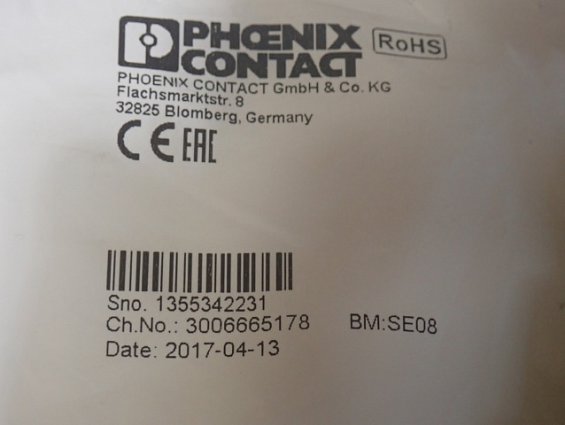 PHŒNIX
CONTACT
RoHS
PHOENIX CONTACT GmbH & Co. KG
Flachsmarktstr. 8
32825 Blomberg, Germany
CE EAC
Sno. 1355342231
Ch.No.: 3006665178 BM:SE08
Date: 2017-04-13